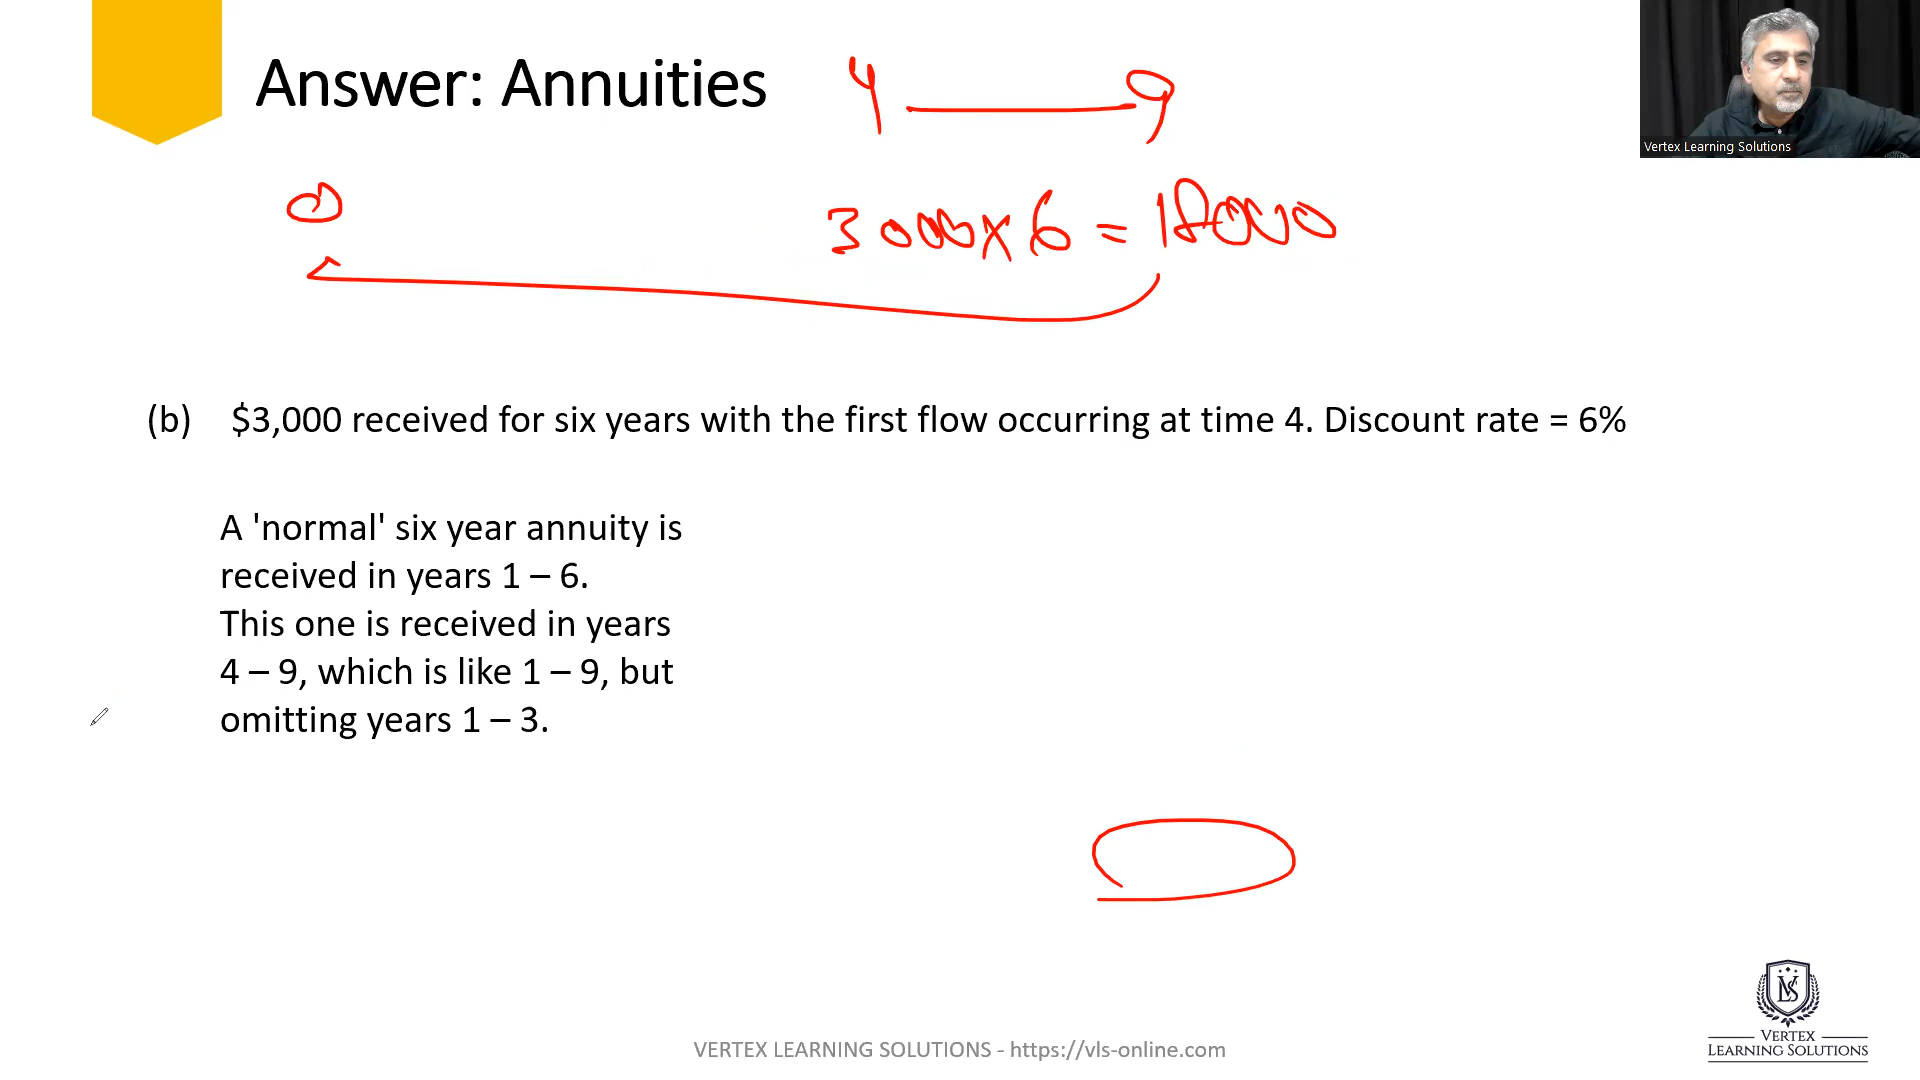 Answer: Annuities
4 9
Vertex Learning Solutions
0
3000 x 6 = 18000
(b) $3,000 received for six years with the first flow occurring at time 4. Discount rate = 6%
A 'normal' six year annuity is
received in years 1 – 6.
This one is received in years
4 – 9, which is like 1 – 9, but
omitting years 1 – 3.
VLS
VERTEX
LEARNING SOLUTIONS
VERTEX LEARNING SOLUTIONS - https://vls-online.com